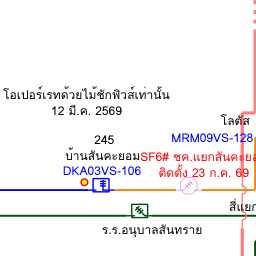 โอเปอร์เรทด้วยไม้ชักฟิวส์เท่านั้น
12 มี.ค. 2569
โลตัส
245
MRM09VS-128
บ้านสันคะยอม
SF6# ชค.แยกสันคะยอ
DKA03VS-106
ติดตั้ง 23 ก.ค. 69
สี่แยก
ร.ร.อนุบาลสันทราย